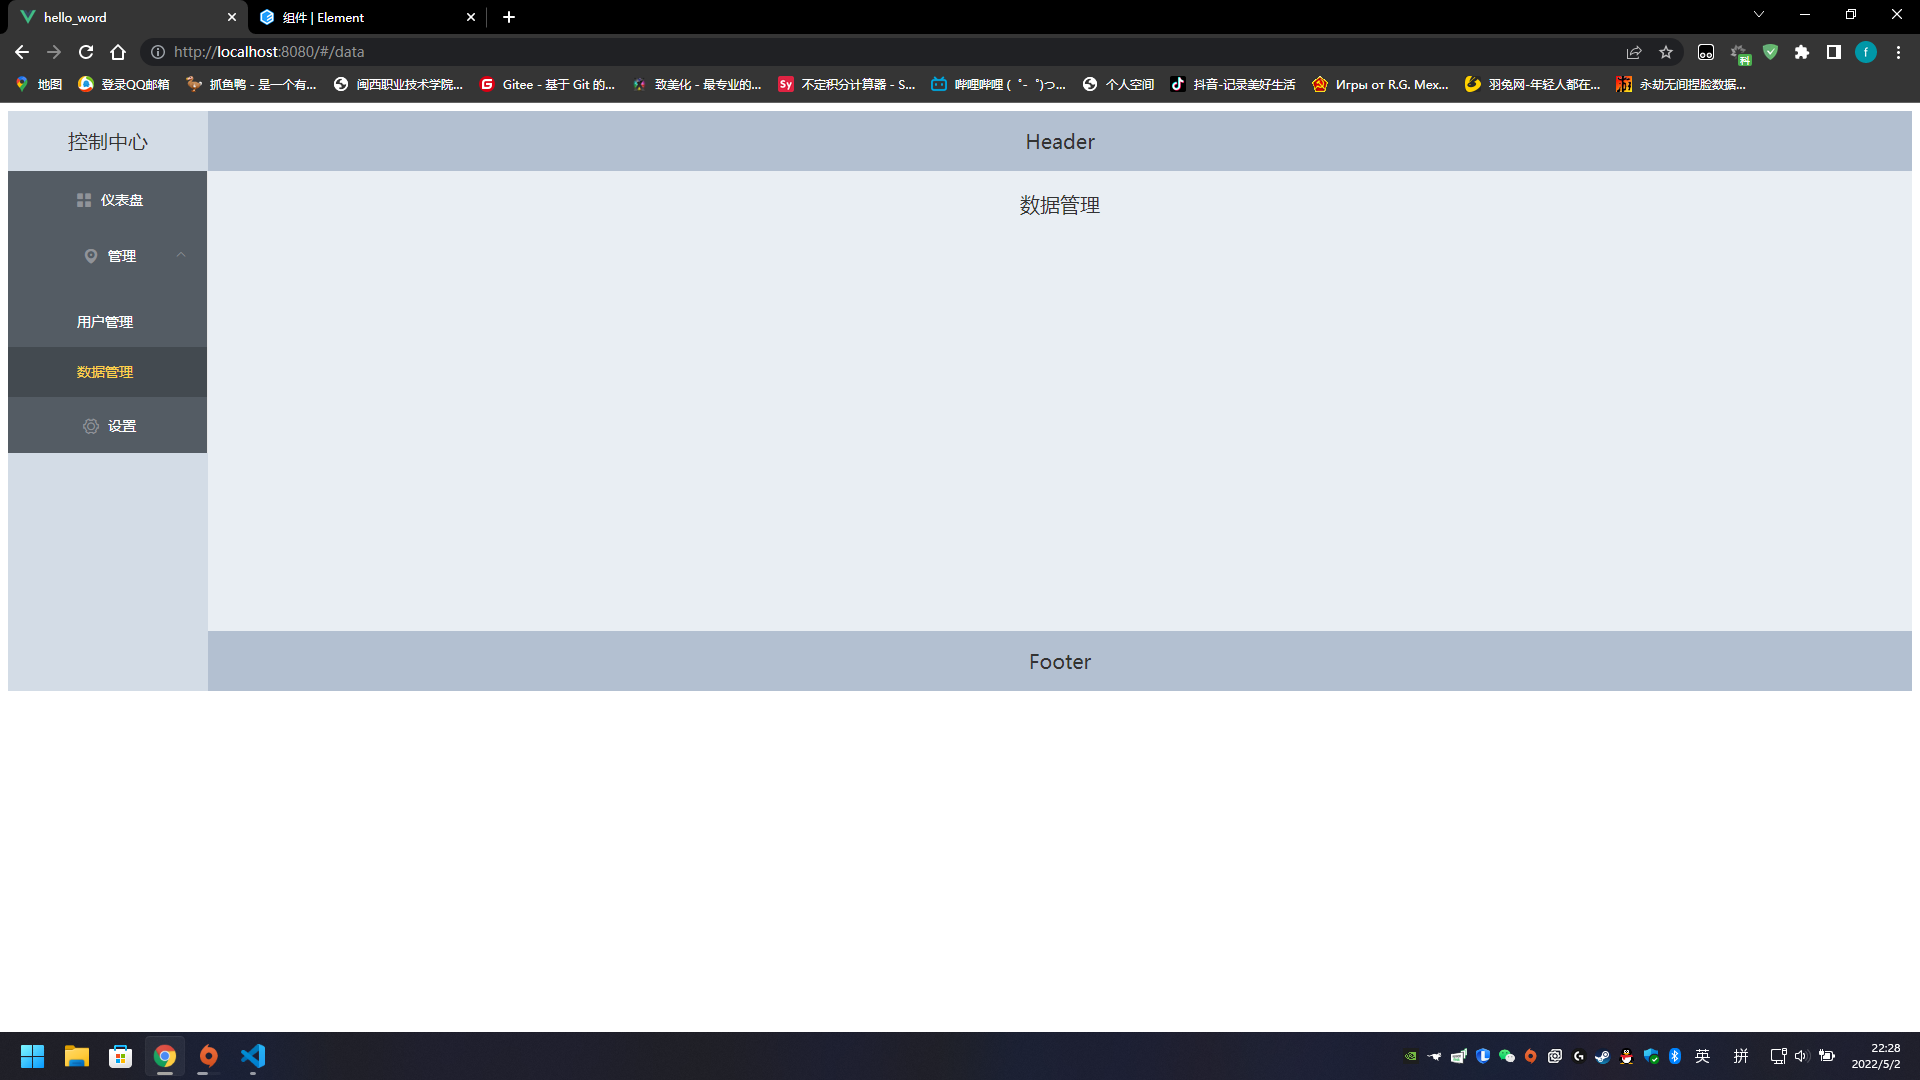 hello_word
组件 | Element
http://localhost:8080/#/data
地图
登录QQ邮箱
抓鱼鸭 - 是一个有...
闽西职业技术学院...
Gitee - 基于 Git 的...
致美化 - 最专业的...
不定积分计算器 - S...
哔哩哔哩 (゜-゜)つ...
个人空间
抖音-记录美好生活
Игры от R.G. Мех...
羽兔网-年轻人都在...
永劫无间捏脸数据...
控制中心
Header
仪表盘
数据管理
管理
用户管理
数据管理
设置
Footer
英
拼
22:28
2022/5/2